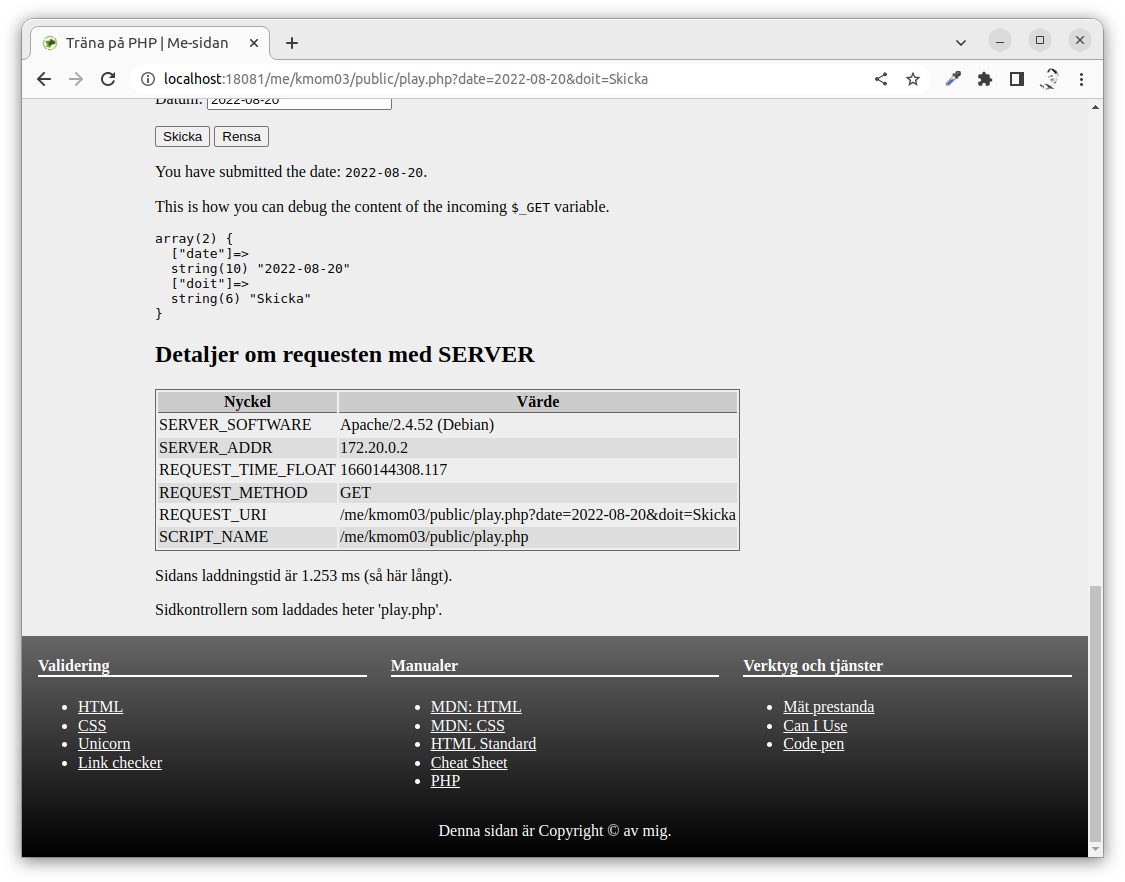 Träna på PHP | Me-sidan
localhost:18081/me/kmom03/public/play.php?date=2022-08-20&doit=Skicka
Datum: 2022-08-20
Skicka Rensa
You have submitted the date: 2022-08-20.
This is how you can debug the content of the incoming $_GET variable.
array(2) {
  ["date"]=>
  string(10) "2022-08-20"
  ["doit"]=>
  string(6) "Skicka"
}
Detaljer om requesten med SERVER
Nyckel Värde
SERVER_SOFTWARE Apache/2.4.52 (Debian)
SERVER_ADDR 172.20.0.2
REQUEST_TIME_FLOAT 1660144308.117
REQUEST_METHOD GET
REQUEST_URI /me/kmom03/public/play.php?date=2022-08-20&doit=Skicka
SCRIPT_NAME /me/kmom03/public/play.php
Sidans laddningstid är 1.253 ms (så här långt).
Sidkontrollern som laddades heter 'play.php'.
Validering
HTML
CSS
Unicorn
Link checker
Manualer
MDN: HTML
MDN: CSS
HTML Standard
Cheat Sheet
PHP
Verktyg och tjänster
Mät prestanda
Can I Use
Code pen
Denna sidan är Copyright © av mig.